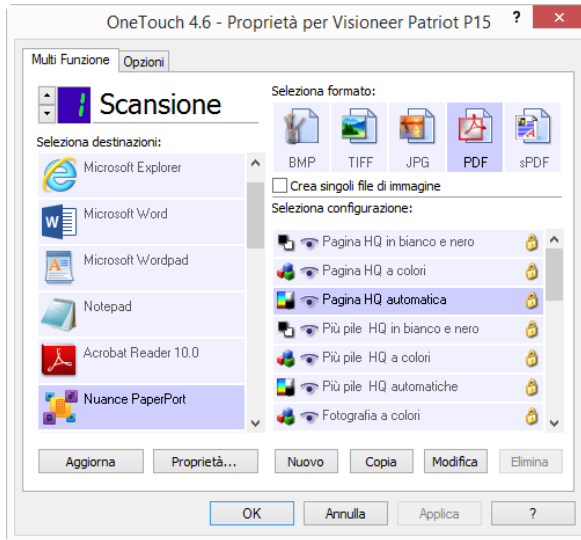 OneTouch 4.6 - Proprietà per Visioneer Patriot P15
?
Multi Funzione
Opzioni
1
Scansione
Seleziona destinazioni:
Microsoft Explorer
Microsoft Word
Microsoft Wordpad
Notepad
Acrobat Reader 10.0
Nuance PaperPort
Aggiorna
Proprietà...
Seleziona formato:
BMP
TIFF
JPG
PDF
sPDF
Crea singoli file di immagine
Seleziona configurazione:
Pagina HQ in bianco e nero
Pagina HQ a colori
Pagina HQ automatica
Più pile HQ in bianco e nero
Più pile HQ a colori
Più pile HQ automatiche
Fotografia a colori
Nuovo
Copia
Modifica
Elimina
OK
Annulla
Applica
?